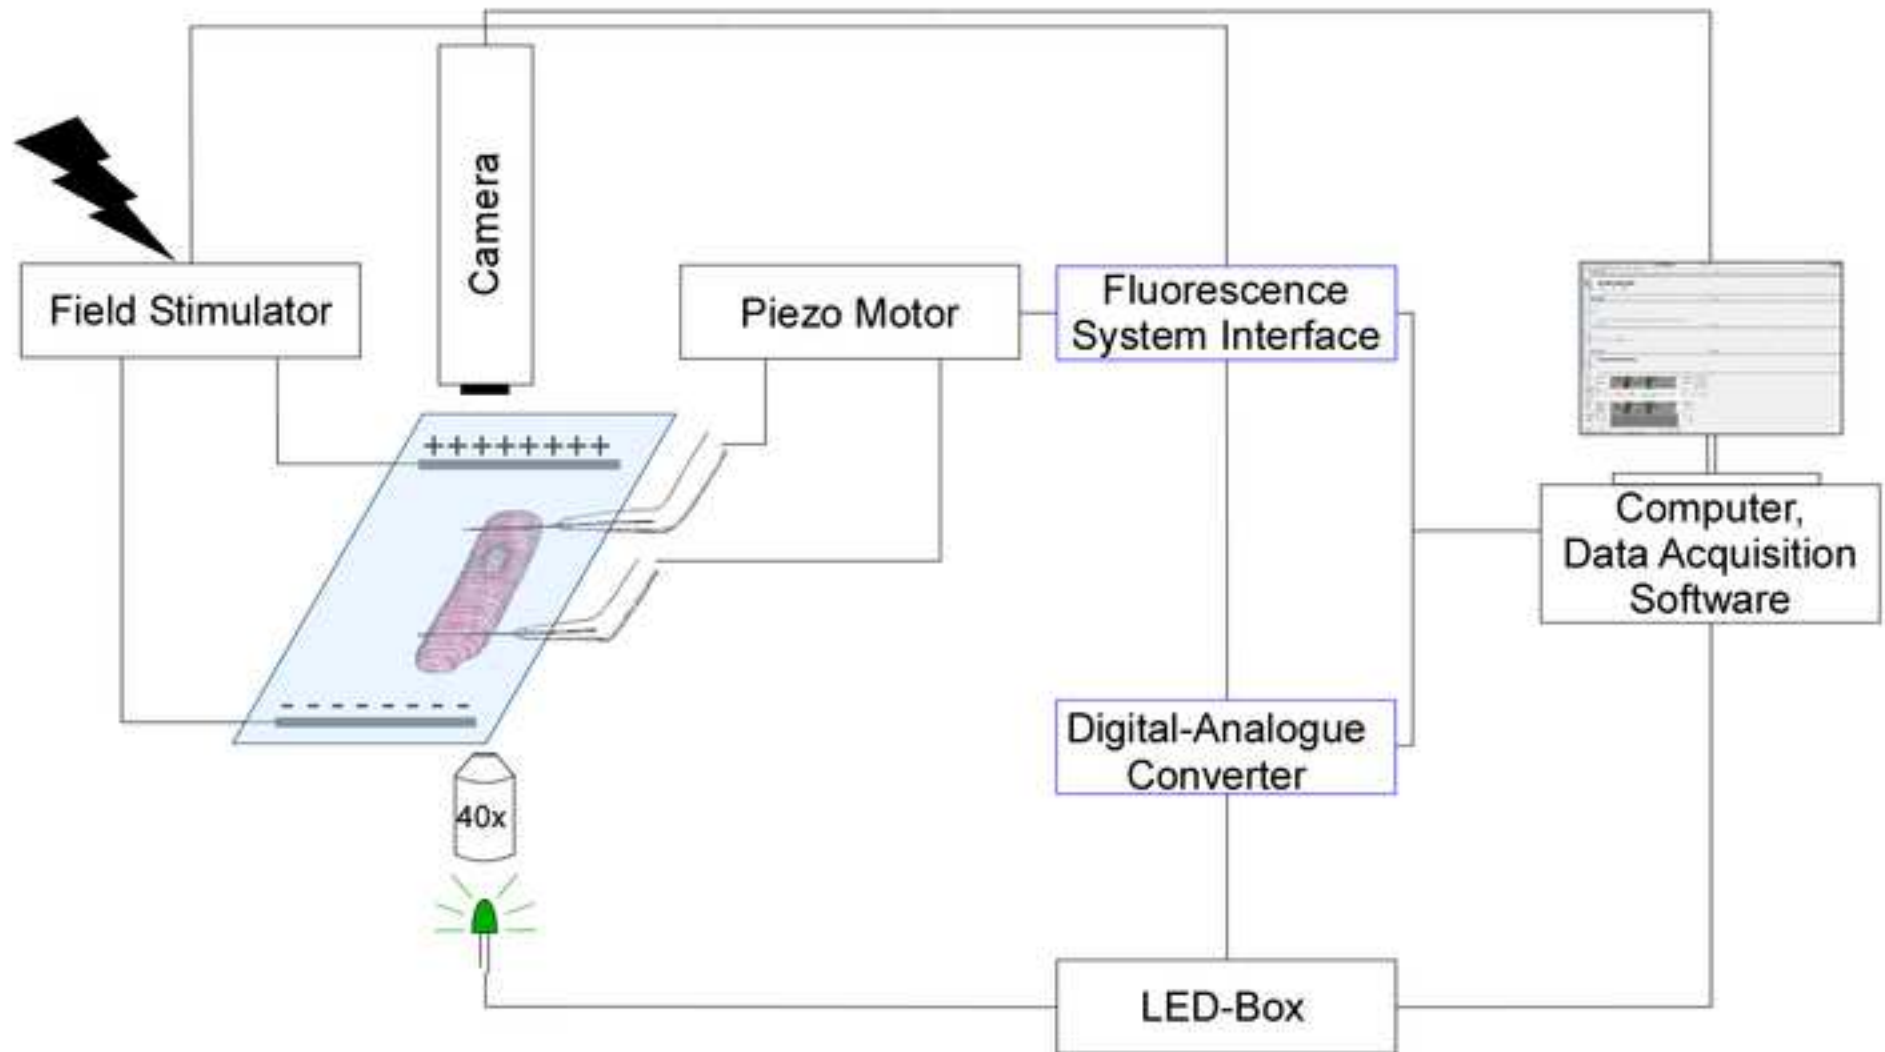 Camera
Field Stimulator
Piezo Motor
Fluorescence
System Interface
+ + + + + + + +
- - - - - - - -
Computer,
Data Acquisition
Software
Digital-Analogue
Converter
40x
LED-Box